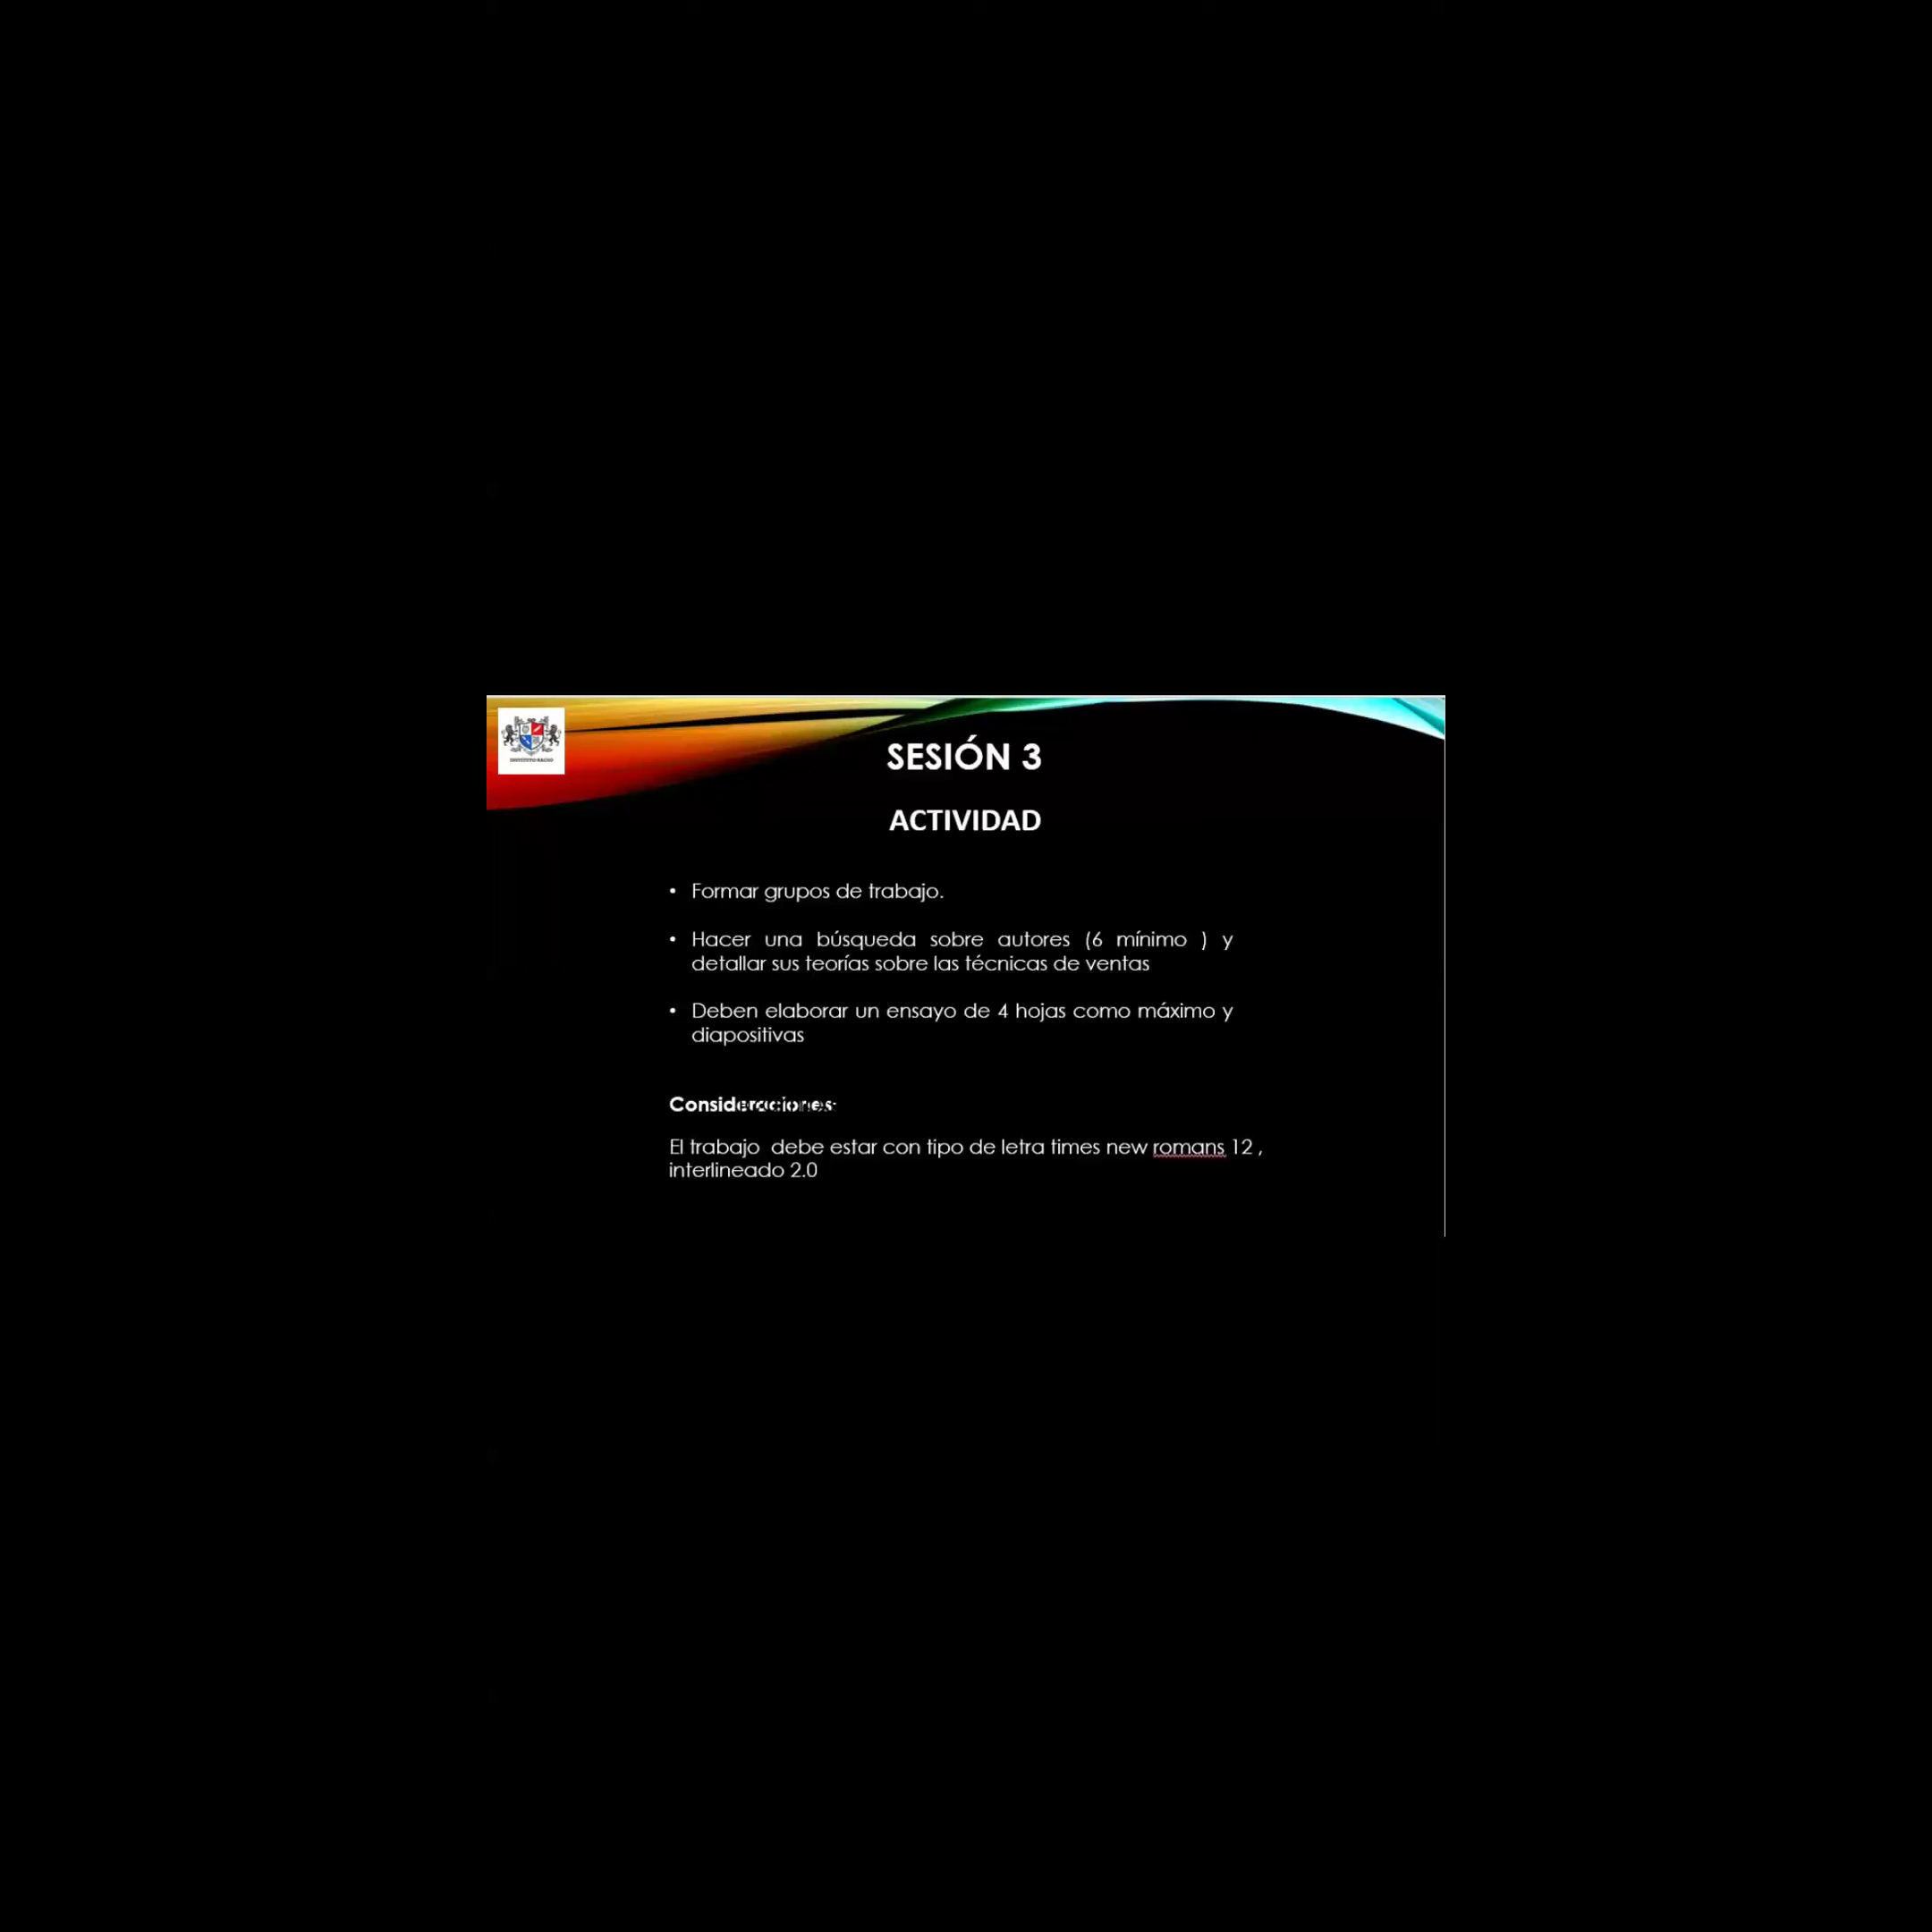 INSTITUTO RACIO
SESIÓN 3
ACTIVIDAD
• Formar grupos de trabajo.
• Hacer una búsqueda sobre autores (6 mínimo ) y
detallar sus teorías sobre las técnicas de ventas
• Deben elaborar un ensayo de 4 hojas como máximo y
diapositivas
Consideraciones:
El trabajo debe estar con tipo de letra times new romans 12 ,
interlineado 2.0